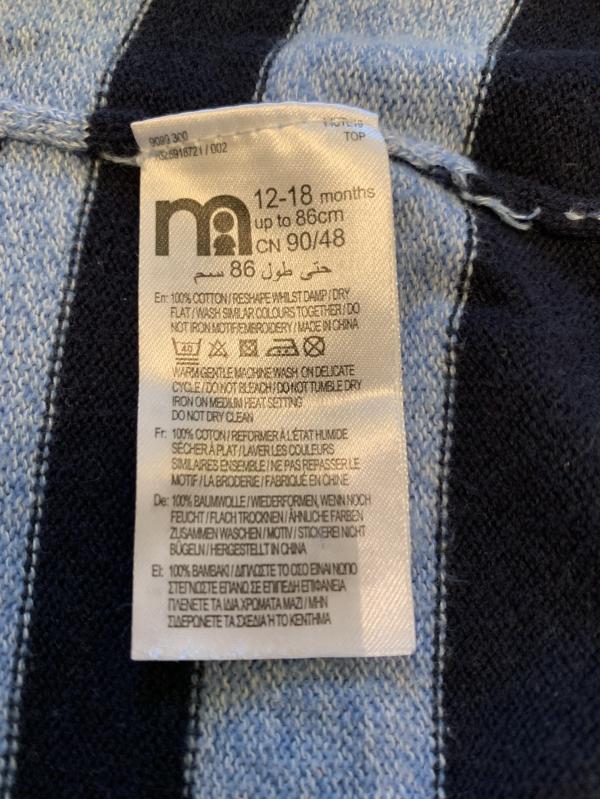 9099 300
TOP
/ 002
m
12-18 months
up to 86cm
CN 90/48
حتى طول 86 سم
En: 100% COTTON / RESHAPE WHILST DAMP / DRY
FLAT / WASH SIMILAR COLOURS TOGETHER / DO
NOT IRON MOTIF/EMBROIDERY / MADE IN CHINA
40
WARM GENTLE MACHINE WASH ON DELICATE
CYCLE / DO NOT BLEACH / DO NOT TUMBLE DRY
IRON ON MEDIUM HEAT SETTING
DO NOT DRY CLEAN
Fr: 100% COTON / REFORMER À L'ÉTAT HUMIDE
SÉCHER À PLAT / LAVER LES COULEURS
SIMILAIRES ENSEMBLE / NE PAS REPASSER LE
MOTIF / LA BRODERIE / FABRIQUÉ EN CHINE
De: 100% BAUMWOLLE / WIEDERFORMEN, WENN NOCH
FEUCHT / FLACH TROCKNEN / ÄHNLICHE FARBEN
ZUSAMMEN WASCHEN / MOTIV / STICKEREI NICHT
BÜGELN / HERGESTELLT IN CHINA
El: 100% ΒΑΜΒΑΚΙ / ΔΙΠΛΩΣΤΕ ΤΟ ΟΣΟ ΕΙΝΑΙ ΝΩΠΟ
ΣΤΕΓΝΩΣΤΕ ΕΠΑΝΩ ΣΕ ΕΠΙΠΕΔΗ ΕΠΙΦΑΝΕΙΑ
ΠΛΕΝΕΤΕ ΤΑ ΙΔΙΑ ΧΡΩΜΑΤΑ ΜΑΖΙ / ΜΗΝ
ΣΙΔΕΡΩΝΕΤΕ ΤΑ ΣΧΕΔΙΑ Ή ΤΟ ΚΕΝΤΗΜΑ